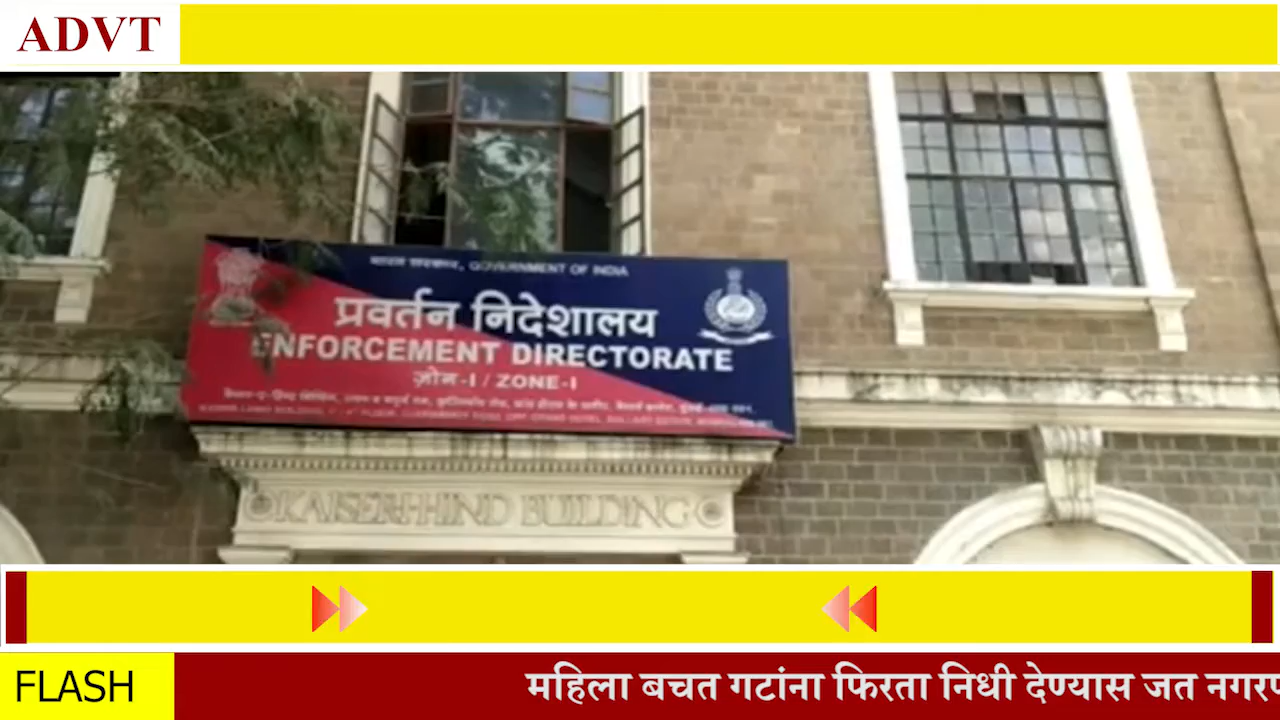 ADVT
भारत सरकार, GOVERNMENT OF INDIA
प्रवर्तन निदेशालय
ENFORCEMENT DIRECTORATE
ज़ोन-I / ZONE-I
KAISER-I-HIND BUILDING
FLASH
महिला बचत गटांना फिरता निधी देण्यास जत नगरप